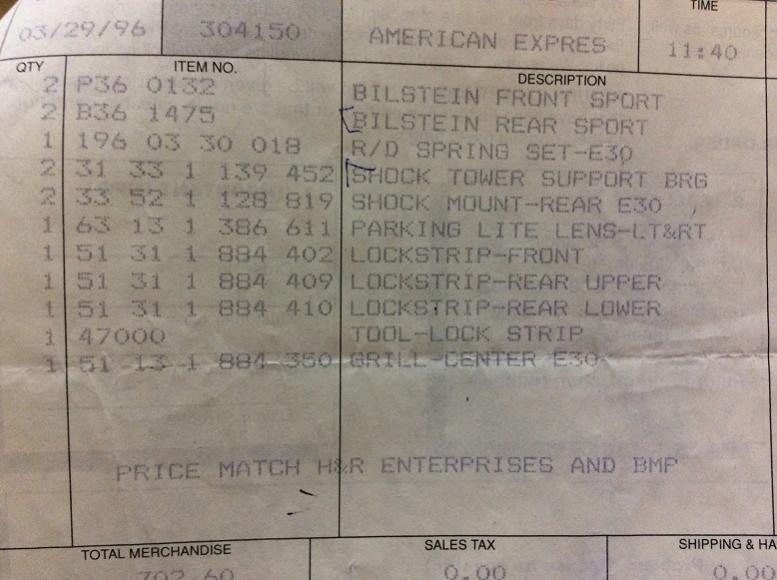 TIME
03/29/96 304150 AMERICAN EXPRES 11:40
QTY ITEM NO. DESCRIPTION
2 P36 0132 BILSTEIN FRONT SPORT
2 B36 1475 BILSTEIN REAR SPORT
1 196 03 30 018 R/D SPRING SET-E30
2 31 33 1 139 452 SHOCK TOWER SUPPORT BRG
2 33 52 1 128 819 SHOCK MOUNT-REAR E30
1 63 13 1 386 611 PARKING LITE LENS-LT&RT
1 51 31 1 884 402 LOCKSTRIP-FRONT
1 51 31 1 884 409 LOCKSTRIP-REAR UPPER
1 51 31 1 884 410 LOCKSTRIP-REAR LOWER
1 47000 TOOL-LOCK STRIP
1 51 13 1 884 350 GRILL-CENTER E30
PRICE MATCH H&R ENTERPRISES AND BMP
TOTAL MERCHANDISE SALES TAX SHIPPING & HA
702.60 0.00 0.00